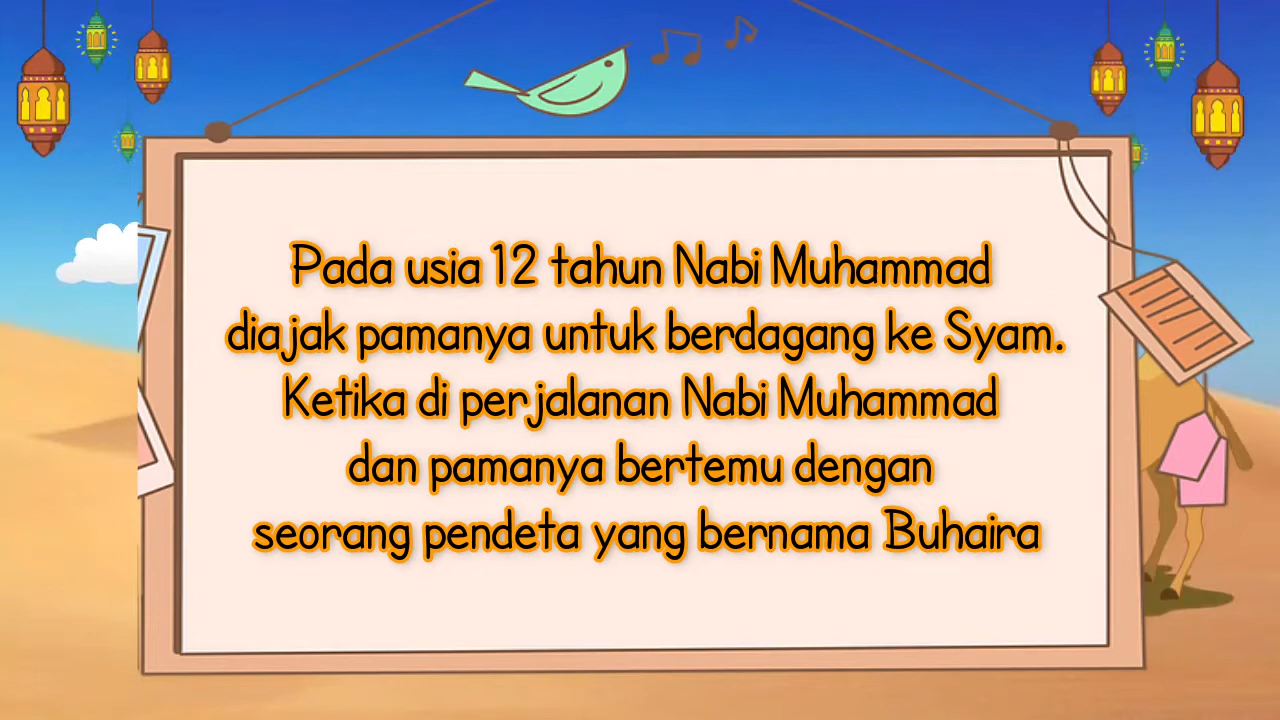 Pada usia 12 tahun Nabi Muhammad
diajak pamanya untuk berdagang ke Syam.
Ketika di perjalanan Nabi Muhammad
dan pamanya bertemu dengan
seorang pendeta yang bernama Buhaira